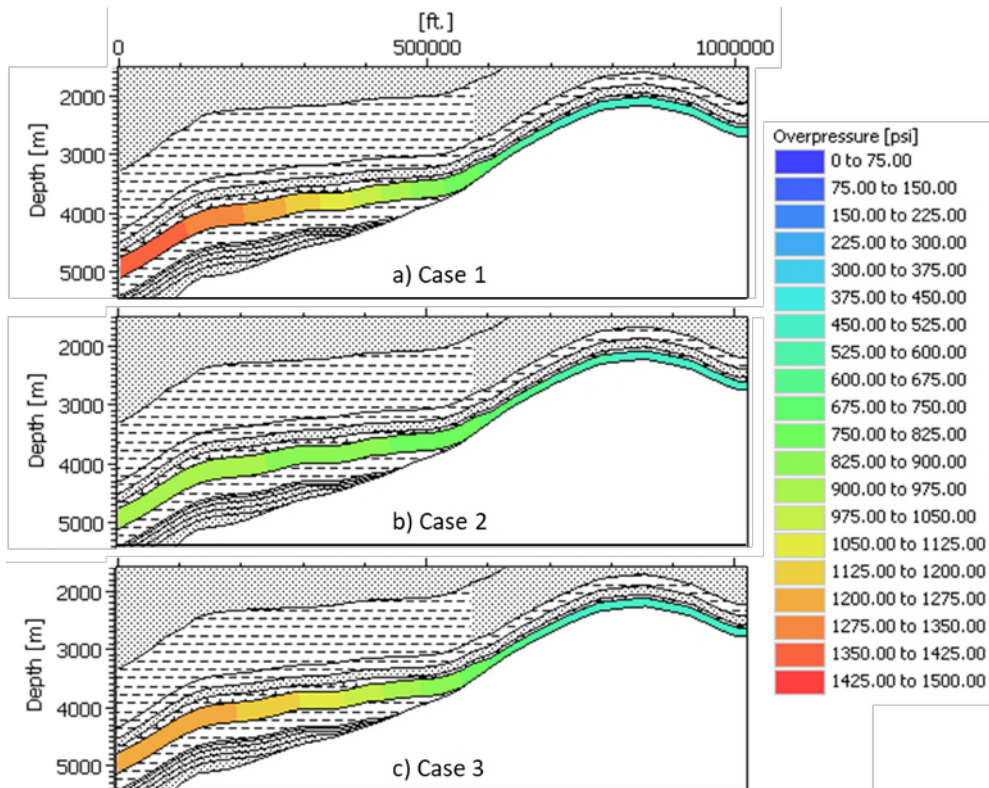 [ft.]
0 500000 1000000
Depth [m]
2000
3000
4000
5000
a) Case 1
Depth [m]
2000
3000
4000
5000
b) Case 2
Depth [m]
2000
3000
4000
5000
c) Case 3
Overpressure [psi]
0 to 75.00
75.00 to 150.00
150.00 to 225.00
225.00 to 300.00
300.00 to 375.00
375.00 to 450.00
450.00 to 525.00
525.00 to 600.00
600.00 to 675.00
675.00 to 750.00
750.00 to 825.00
825.00 to 900.00
900.00 to 975.00
975.00 to 1050.00
1050.00 to 1125.00
1125.00 to 1200.00
1200.00 to 1275.00
1275.00 to 1350.00
1350.00 to 1425.00
1425.00 to 1500.00